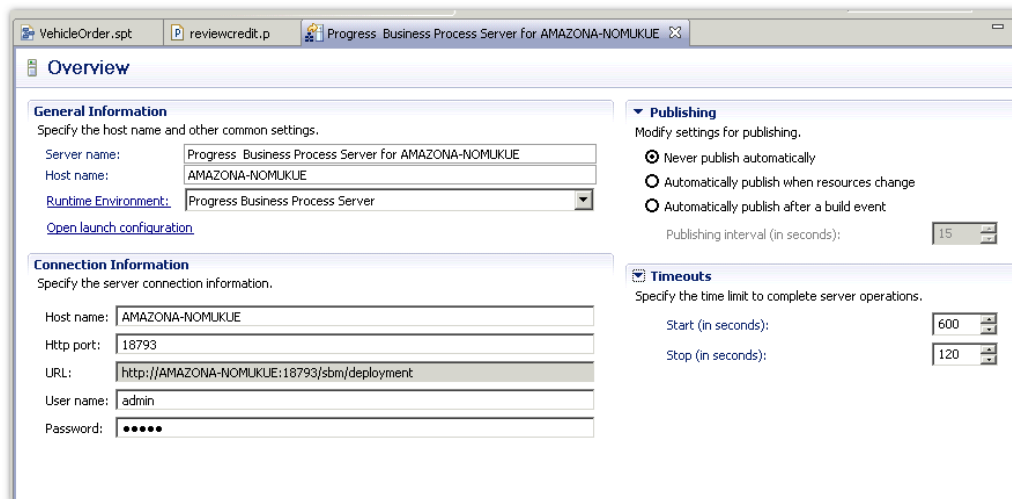 VehicleOrder.spt
reviewcredit.p
Progress Business Process Server for AMAZONA-NOMUKUE
Overview
General Information
Specify the host name and other common settings.
Server name: Progress Business Process Server for AMAZONA-NOMUKUE
Host name: AMAZONA-NOMUKUE
Runtime Environment: Progress Business Process Server
Open launch configuration
Connection Information
Specify the server connection information.
Host name: AMAZONA-NOMUKUE
Http port: 18793
URL: http://AMAZONA-NOMUKUE:18793/sbm/deployment
User name: admin
Password: •••••
Publishing
Modify settings for publishing.
Never publish automatically
Automatically publish when resources change
Automatically publish after a build event
Publishing interval (in seconds): 15
Timeouts
Specify the time limit to complete server operations.
Start (in seconds): 600
Stop (in seconds): 120